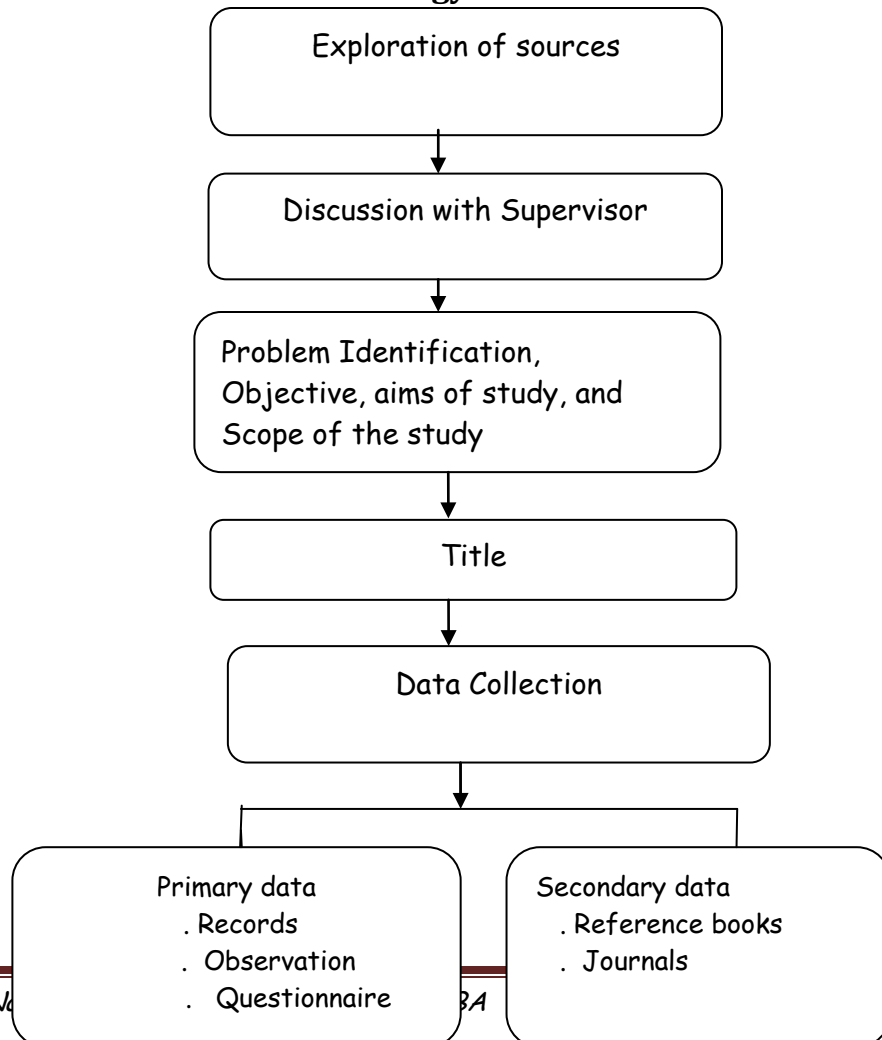 Exploration of sources
Discussion with Supervisor
Problem Identification,
Objective, aims of study, and
Scope of the study
Title
Data Collection
Primary data
. Records
. Observation
. Questionnaire
Secondary data
. Reference books
. Journals